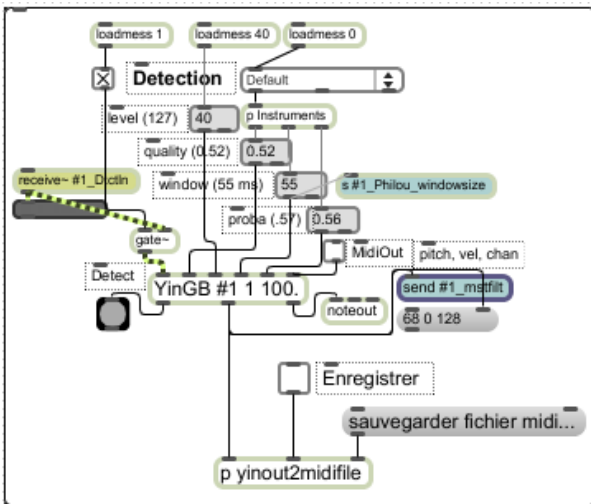 loadmess 1
loadmess 40
loadmess 0
Detection
Default
level (127)
40
p Instruments
quality (0.52)
0.52
receive~ #1_DtctIn
window (55 ms)
55
s #1_Philou_windowsize
proba (.57)
0.56
gate~
MidiOut
pitch, vel, chan
Detect
YinGB #1 1 100.
send #1_mstfilt
noteout
68 0 128
Enregistrer
sauvegarder fichier midi...
p yinout2midifile